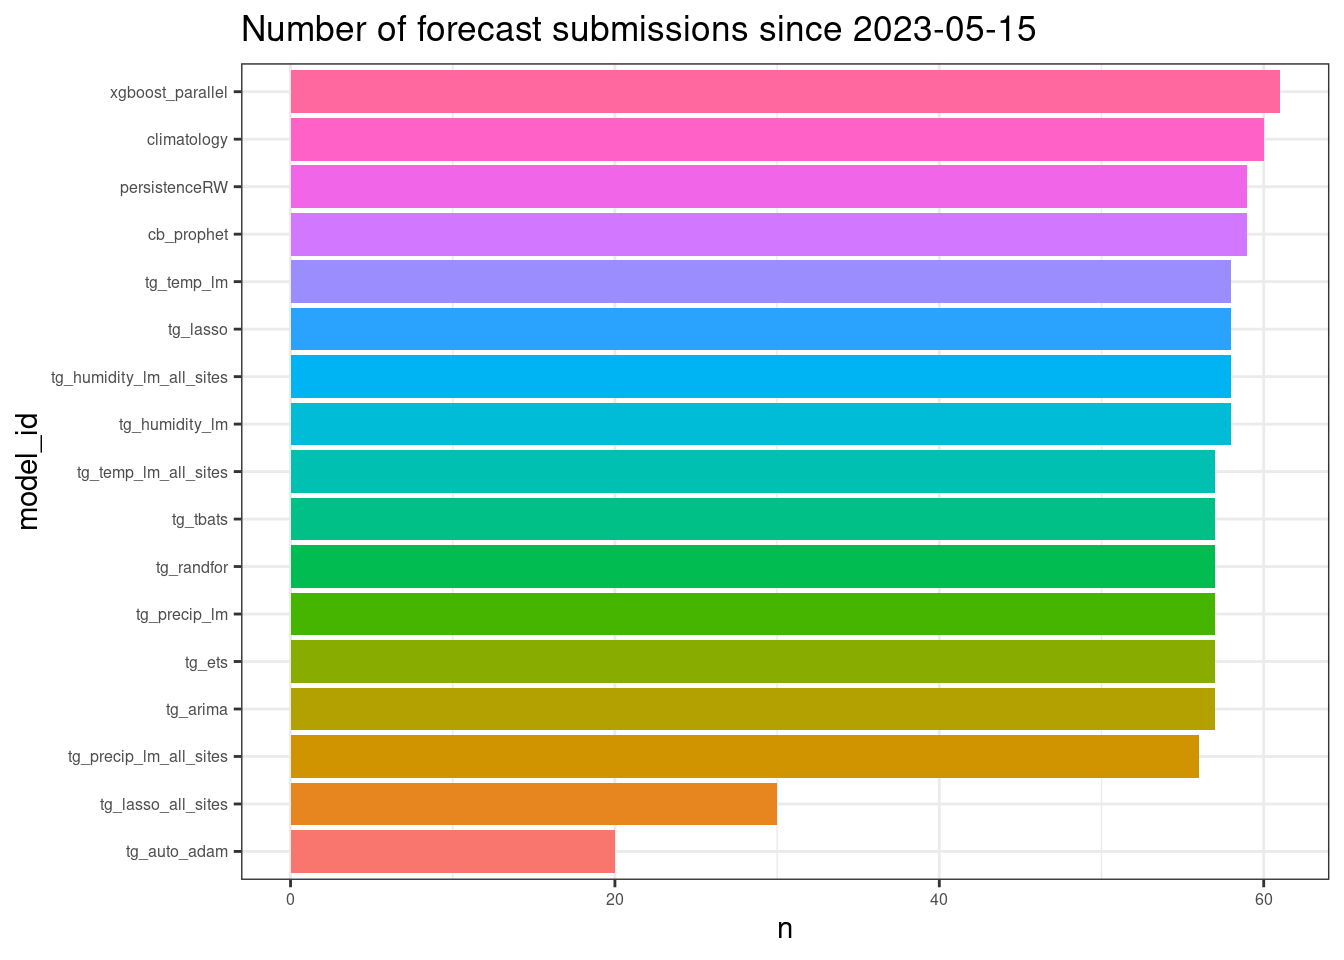 Number of forecast submissions since 2023-05-15
xgboost_parallel
climatology
persistenceRW
cb_prophet
tg_temp_lm
tg_lasso
tg_humidity_lm_all_sites
tg_humidity_lm
tg_temp_lm_all_sites
tg_tbats
tg_randfor
tg_precip_lm
tg_ets
tg_arima
tg_precip_lm_all_sites
tg_lasso_all_sites
tg_auto_adam
model_id
0 20 40 60
n